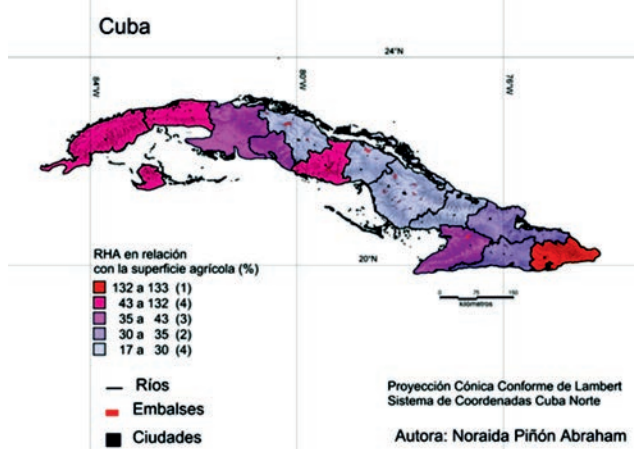 Cuba
24°N
84°W
80°W
76°W
20°N
RHA en relación
con la superficie agrícola (%)
132 a 133 (1)
43 a 132 (4)
35 a 43 (3)
30 a 35 (2)
17 a 30 (4)
0 75 150
kilómetros
Ríos
Embalses
Ciudades
Proyección Cónica Conforme de Lambert
Sistema de Coordenadas Cuba Norte
Autora: Noraida Piñón Abraham